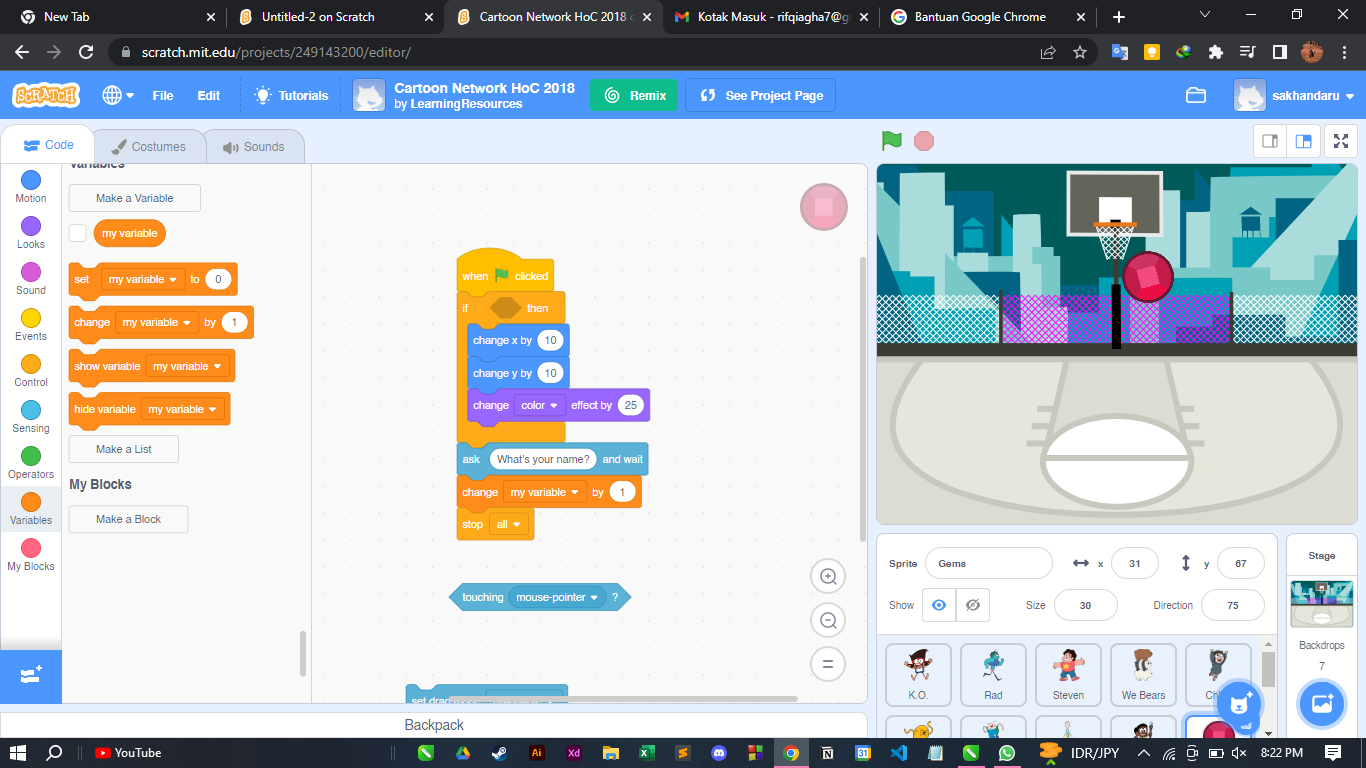 New Tab
Untitled-2 on Scratch
Cartoon Network HoC 2018
Kotak Masuk - rifqiagha7@g
Bantuan Google Chrome
scratch.mit.edu/projects/249143200/editor/
SCRATCH
File
Edit
Tutorials
Cartoon Network HoC 2018
by LearningResources
Remix
See Project Page
sakhandaru
Code
Costumes
Sounds
Motion
Looks
Sound
Events
Control
Sensing
Operators
Variables
My Blocks
Variables
Make a Variable
my variable
set my variable to 0
change my variable by 1
show variable my variable
hide variable my variable
Make a List
My Blocks
Make a Block
when clicked
if then
change x by 10
change y by 10
change color effect by 25
ask What's your name? and wait
change my variable by 1
stop all
touching mouse-pointer ?
Backpack
Sprite Gems x 31 y 67
Show Size 30 Direction 75
K.O.
Rad
Steven
We Bears
Stage
Backdrops
7
YouTube
Ai
Xd
31
IDR/JPY
8:22 PM